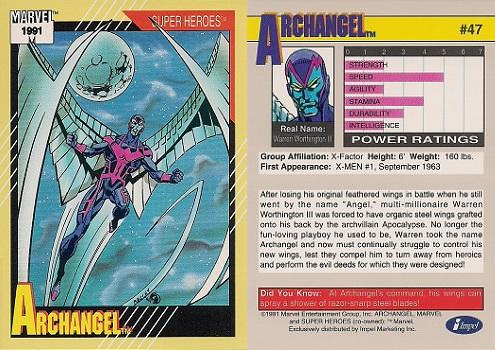 MARVEL™
1991
SUPER HEROES™
ARCHANGEL™
ARCHANGEL™
#47
0 1 2 3 4 5 6 7
STRENGTH
SPEED
AGILITY
STAMINA
DURABILITY
INTELLIGENCE
Real Name:
Warren Worthington III
POWER RATINGS
Group Affiliation: X-Factor Height: 6' Weight: 160 lbs.
First Appearance: X-MEN #1, September 1963
After losing his original feathered wings in battle when he still
went by the name "Angel," multi-millionaire Warren
Worthington III was forced to have organic steel wings grafted
onto his back by the archvillain Apocalypse. No longer the
fun-loving playboy he used to be, Warren took the name
Archangel and now must continually struggle to control his
new wings, lest they compel him to turn away from heroics
and perform the evil deeds for which they were designed!
Did You Know: At Archangel's command, his wings can
spray a shower of razor-sharp steel blades!
©1991 Marvel Entertainment Group, Inc. ARCHANGEL, MARVEL
and SUPER HEROES (co-owned): ™ Marvel.
Exclusively distributed by Impel Marketing Inc.
Impel